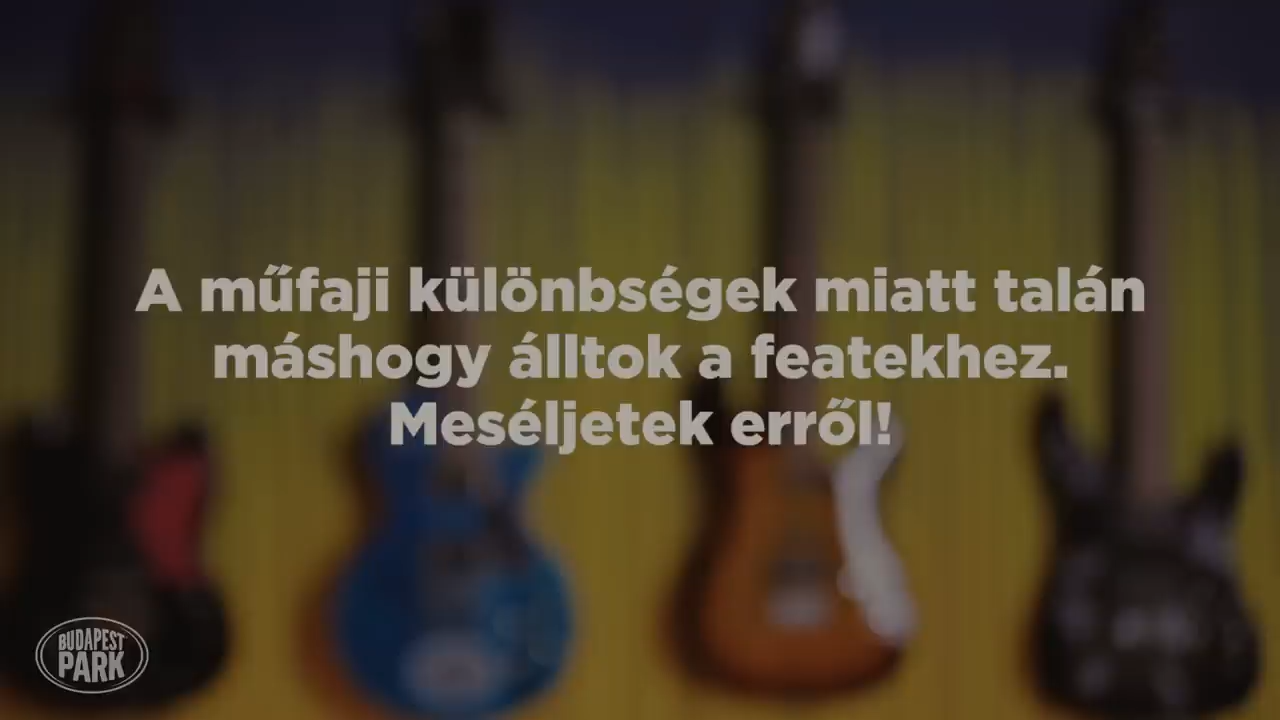 A műfaji különbségek miatt talán
máshogy álltok a featekhez.
Meséljetek erről!
BUDAPEST
PARK